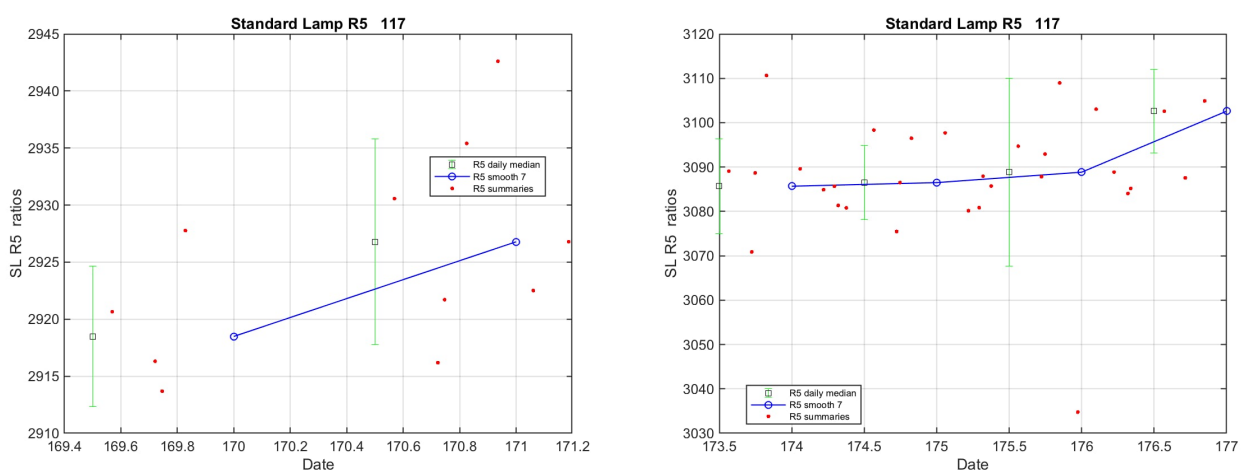 Standard Lamp R5 117
SL R5 ratios
2945
2940
2935
2930
2925
2920
2915
2910
R5 daily median
R5 smooth 7
R5 summaries
169.4 169.6 169.8 170 170.2 170.4 170.6 170.8 171 171.2
Date
Standard Lamp R5 117
SL R5 ratios
3120
3110
3100
3090
3080
3070
3060
3050
3040
3030
R5 daily median
R5 smooth 7
R5 summaries
173.5 174 174.5 175 175.5 176 176.5 177
Date